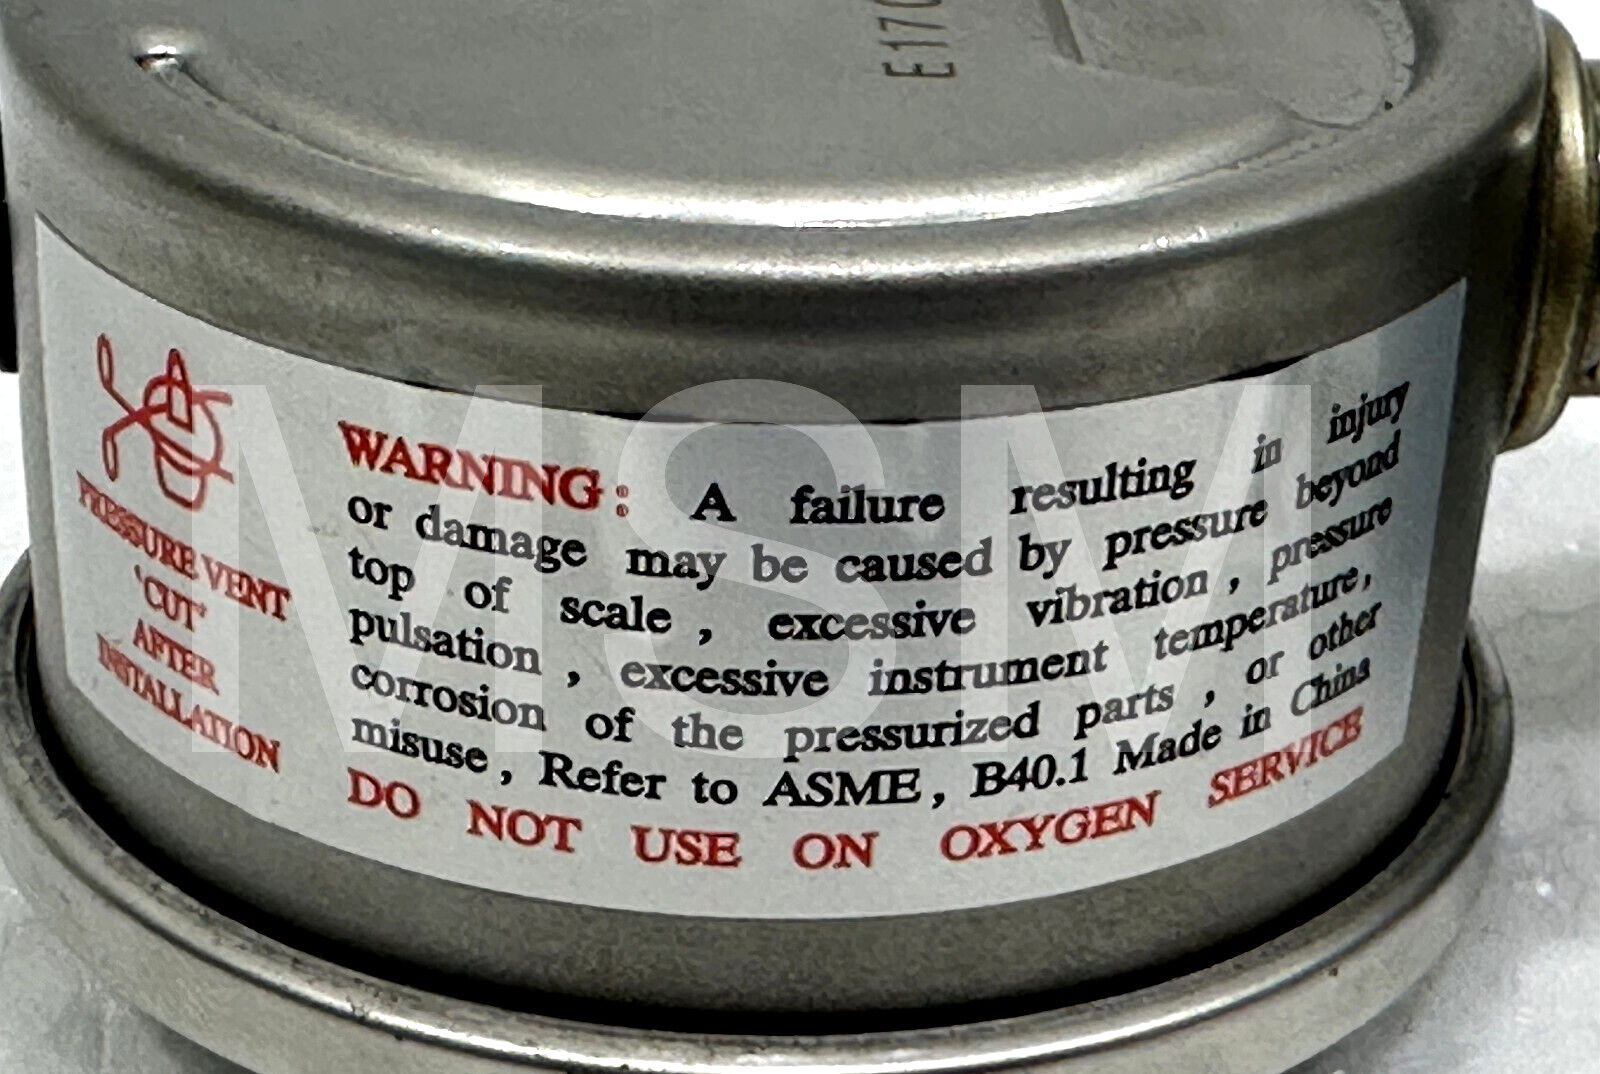 E170
PRESSURE VENT
'CUT'
AFTER
INSTALLATION
WARNING: A failure resulting in injury
or damage may be caused by pressure beyond
top of scale, excessive vibration, pressure
pulsation, excessive instrument temperature,
corrosion of the pressurized parts, or other
misuse, Refer to ASME, B40.1 Made in China
DO NOT USE ON OXYGEN SERVICE
MSM